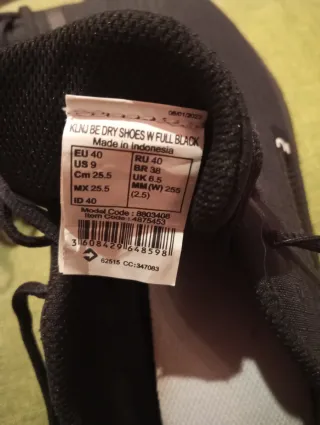 KLNJ BE DRY SHOES W FULL BLACK
Made in Indonesia
EU 40 RU 40
US 9 BR 38
Cm 25.5 UK 6.5
MX 25.5 MM(W) 255
ID 40 (2.5)
Model Code : 8803406
Item Code : 4875453
3608429648598
62515 CC:347083